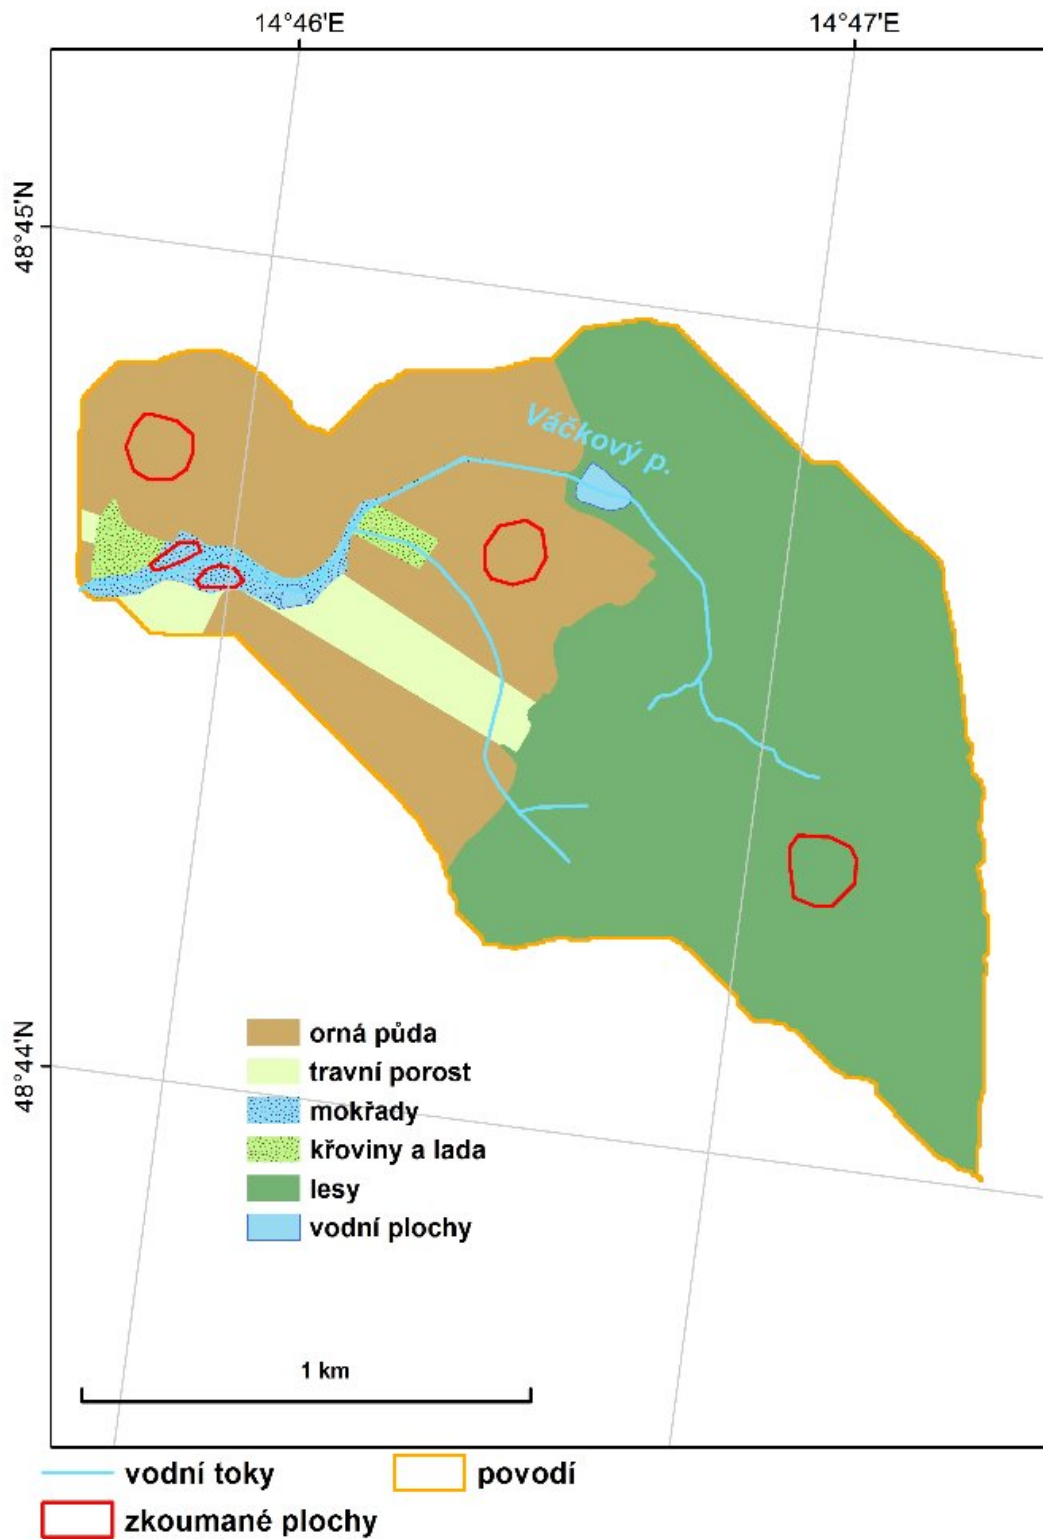 14°46'E
14°47'E
48°45'N
Váčkový p.
48°44'N
orná půda
travní porost
mokřady
křoviny a lada
lesy
vodní plochy
1 km
vodní toky
povodí
zkoumané plochy